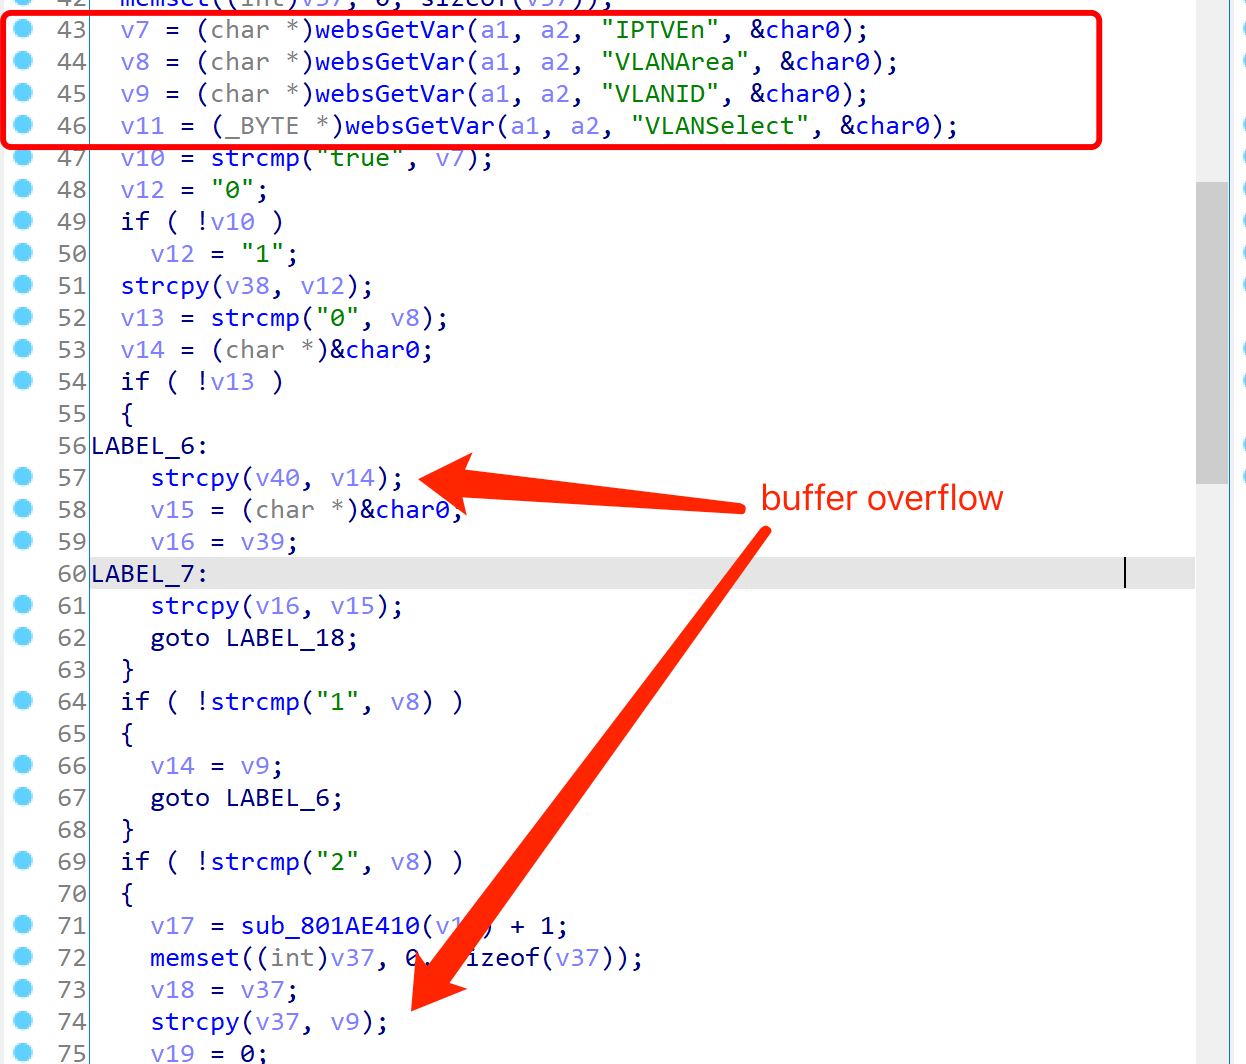 42 memset((int)v37, 0, sizeof(v37));
43 v7 = (char *)websGetVar(a1, a2, "IPTVEn", &char0);
44 v8 = (char *)websGetVar(a1, a2, "VLANArea", &char0);
45 v9 = (char *)websGetVar(a1, a2, "VLANID", &char0);
46 v11 = (_BYTE *)websGetVar(a1, a2, "VLANSelect", &char0);
47 v10 = strcmp("true", v7);
48 v12 = "0";
49 if ( !v10 )
50 v12 = "1";
51 strcpy(v38, v12);
52 v13 = strcmp("0", v8);
53 v14 = (char *)&char0;
54 if ( !v13 )
55 {
56 LABEL_6:
57 strcpy(v40, v14);
58 v15 = (char *)&char0;
buffer overflow
59 v16 = v39;
60 LABEL_7:
61 strcpy(v16, v15);
62 goto LABEL_18;
63 }
64 if ( !strcmp("1", v8) )
65 {
66 v14 = v9;
67 goto LABEL_6;
68 }
69 if ( !strcmp("2", v8) )
70 {
71 v17 = sub_801AE410( + 1;
72 memset((int)v37, 0, sizeof(v37));
73 v18 = v37;
74 strcpy(v37, v9);
75 v19 = 0;